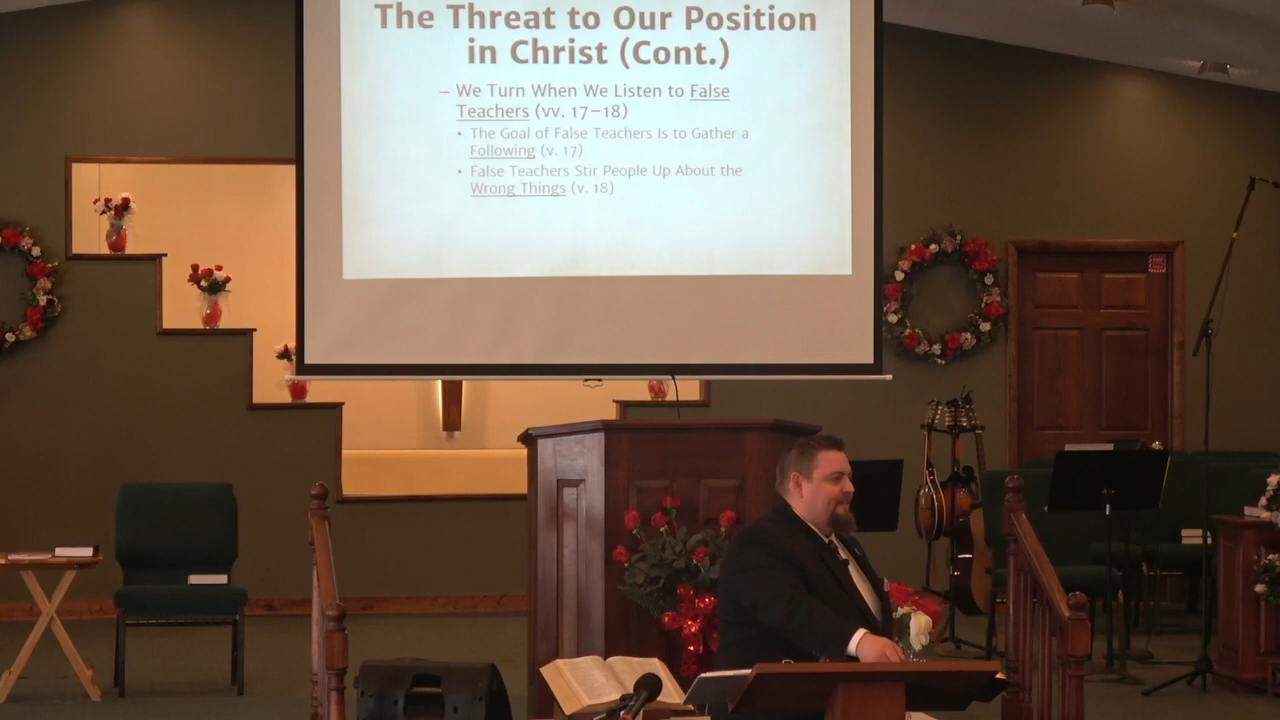 The Threat to Our Position
in Christ (Cont.)
– We Turn When We Listen to False
Teachers (vv. 17–18)
• The Goal of False Teachers Is to Gather a
Following (v. 17)
• False Teachers Stir People Up About the
Wrong Things (v. 18)